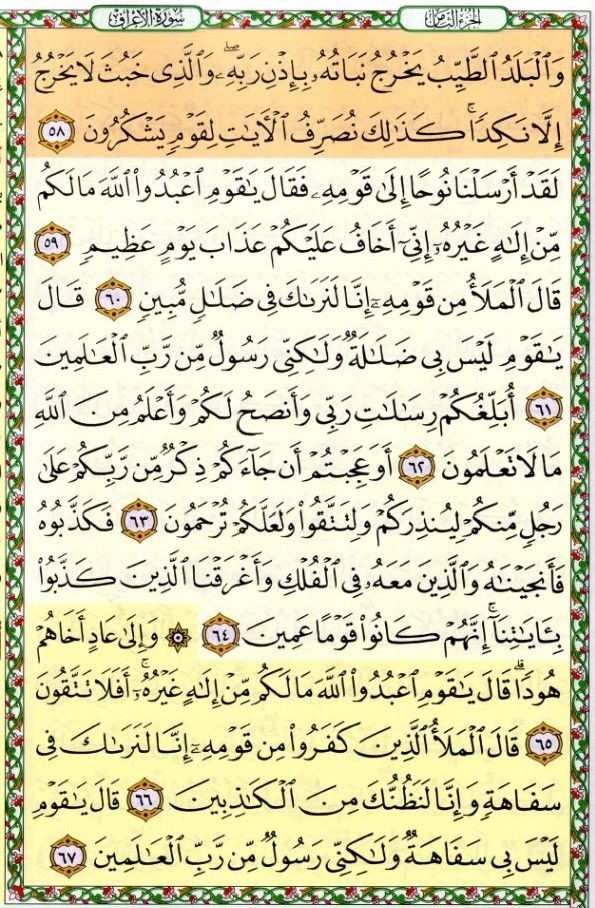 سورة الأعراف
الجزء الثامن
وَٱلْبَلَدُ ٱلطَّيِّبُ يَخْرُجُ نَبَاتُهُۥ بِإِذْنِ رَبِّهِۦۖ وَٱلَّذِى خَبُثَ لَا يَخْرُجُ
إِلَّا نَكِدًاۚ كَذَٰلِكَ نُصَرِّفُ ٱلْـَٔايَٰتِ لِقَوْمٍ يَشْكُرُونَ ٥٨
لَقَدْ أَرْسَلْنَا نُوحًا إِلَىٰ قَوْمِهِۦ فَقَالَ يَٰقَوْمِ ٱعْبُدُوا۟ ٱللَّهَ مَا لَكُم
مِّنْ إِلَٰهٍ غَيْرُهُۥٓ إِنِّىٓ أَخَافُ عَلَيْكُمْ عَذَابَ يَوْمٍ عَظِيمٍ ٥٩
قَالَ ٱلْمَلَأُ مِن قَوْمِهِۦٓ إِنَّا لَنَرَىٰكَ فِى ضَلَٰلٍ مُّبِينٍ ٦٠ قَالَ
يَٰقَوْمِ لَيْسَ بِى ضَلَٰلَةٌ وَلَٰكِنِّى رَسُولٌ مِّن رَّبِّ ٱلْعَٰلَمِينَ
٦١ أُبَلِّغُكُمْ رِسَٰلَٰتِ رَبِّى وَأَنصَحُ لَكُمْ وَأَعْلَمُ مِنَ ٱللَّهِ
مَا لَا تَعْلَمُونَ ٦٢ أَوَعَجِبْتُمْ أَن جَآءَكُمْ ذِكْرٌ مِّن رَّبِّكُمْ عَلَىٰ
رَجُلٍ مِّنكُمْ لِيُنذِرَكُمْ وَلِتَتَّقُوا۟ وَلَعَلَّكُمْ تُرْحَمُونَ ٦٣ فَكَذَّبُوهُ
فَأَنجَيْنَٰهُ وَٱلَّذِينَ مَعَهُۥ فِى ٱلْفُلْكِ وَأَغْرَقْنَا ٱلَّذِينَ كَذَّبُوا۟
بِـَٔايَٰتِنَآۚ إِنَّهُمْ كَانُوا۟ قَوْمًا عَمِينَ ٦٤ ۞ وَإِلَىٰ عَادٍ أَخَاهُمْ
هُودًاۗ قَالَ يَٰقَوْمِ ٱعْبُدُوا۟ ٱللَّهَ مَا لَكُم مِّنْ إِلَٰهٍ غَيْرُهُۥٓۚ أَفَلَا تَتَّقُونَ
٦٥ قَالَ ٱلْمَلَأُ ٱلَّذِينَ كَفَرُوا۟ مِن قَوْمِهِۦٓ إِنَّا لَنَرَىٰكَ فِى
سَفَاهَةٍ وَإِنَّا لَنَظُنُّكَ مِنَ ٱلْكَٰذِبِينَ ٦٦ قَالَ يَٰقَوْمِ
لَيْسَ بِى سَفَاهَةٌ وَلَٰكِنِّى رَسُولٌ مِّن رَّبِّ ٱلْعَٰلَمِينَ ٦٧